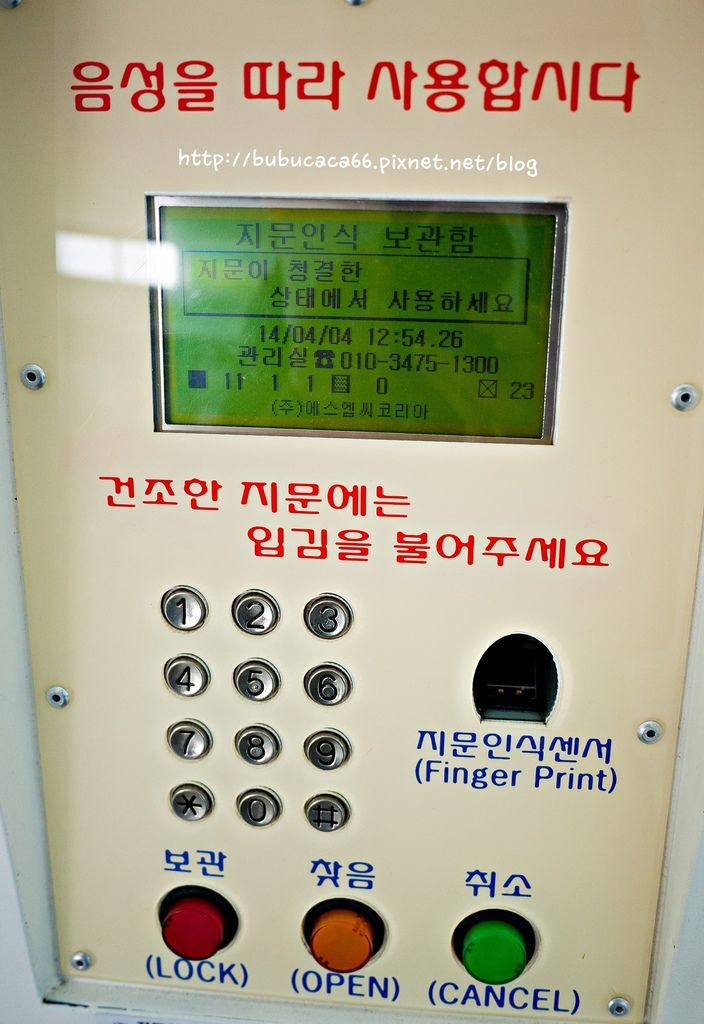 음성을 따라 사용합시다
http://bubucaca66.pixnet.net/blog
지문인식 보관함
지문이 청결한
상태에서 사용하세요
14/04/04 12:54.26
관리실☎010-3475-1300
■ 11 1 1 ▒ 0 ☒ 23
(주)에스엠씨코리아
건조한 지문에는
입김을 불어주세요
1 2 3
4 5 6
7 8 9
* 0 #
지문인식센서
(Finger Print)
보관 찾음 취소
(LOCK) (OPEN) (CANCEL)